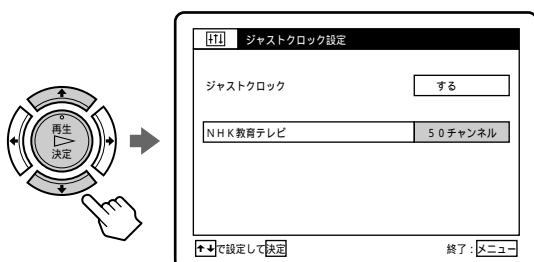 ジャストクロック設定
ジャストクロック する
NHK教育テレビ 50チャンネル
再生
決定
で設定して決定 終了:メニュー